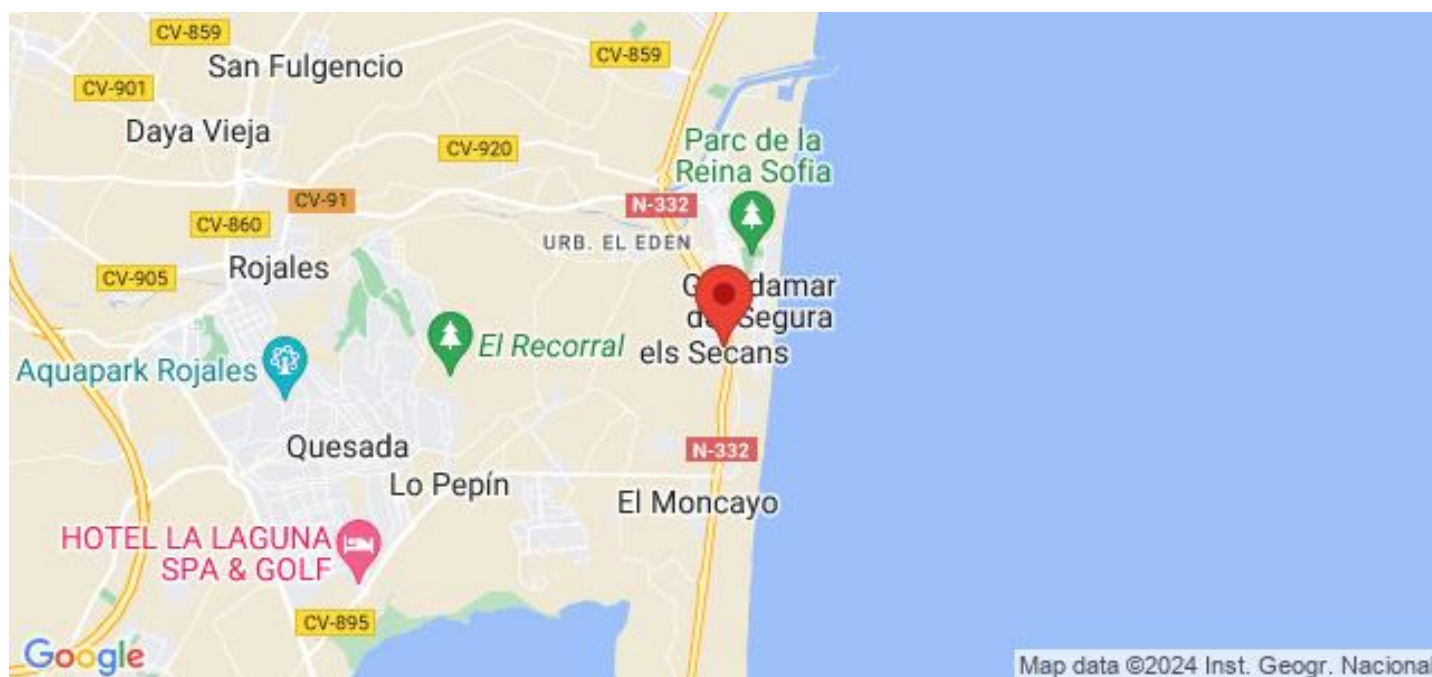 CV-859
San Fulgencio
CV-859
CV-901
Daya Vieja
CV-920
Parc de la
Reina Sofia
CV-91
N-332
CV-860
URB. EL EDEN
Rojales
CV-905
Segura
El Recorral
els Secans
Aquapark Rojales
Quesada
N-332
Lo Pepín
El Moncayo
HOTEL LA LAGUNA
SPA & GOLF
CV-895
Google
Map data ©2024 Inst. Geogr. Nacional